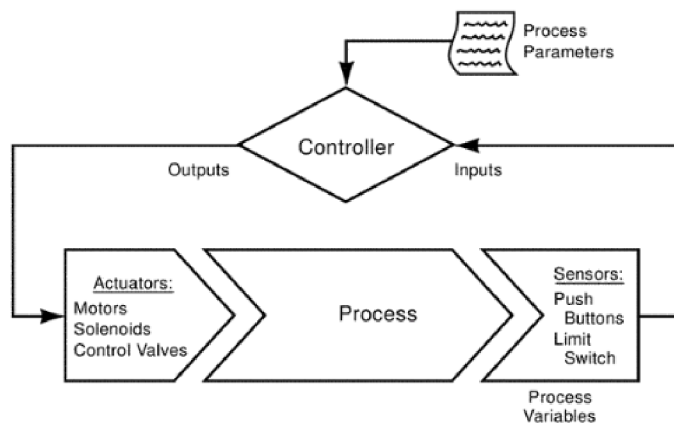 Process
Parameters
Controller
Outputs
Inputs
Actuators:
Motors
Solenoids
Control Valves
Process
Sensors:
Push
Buttons
Limit
Switch
Process
Variables